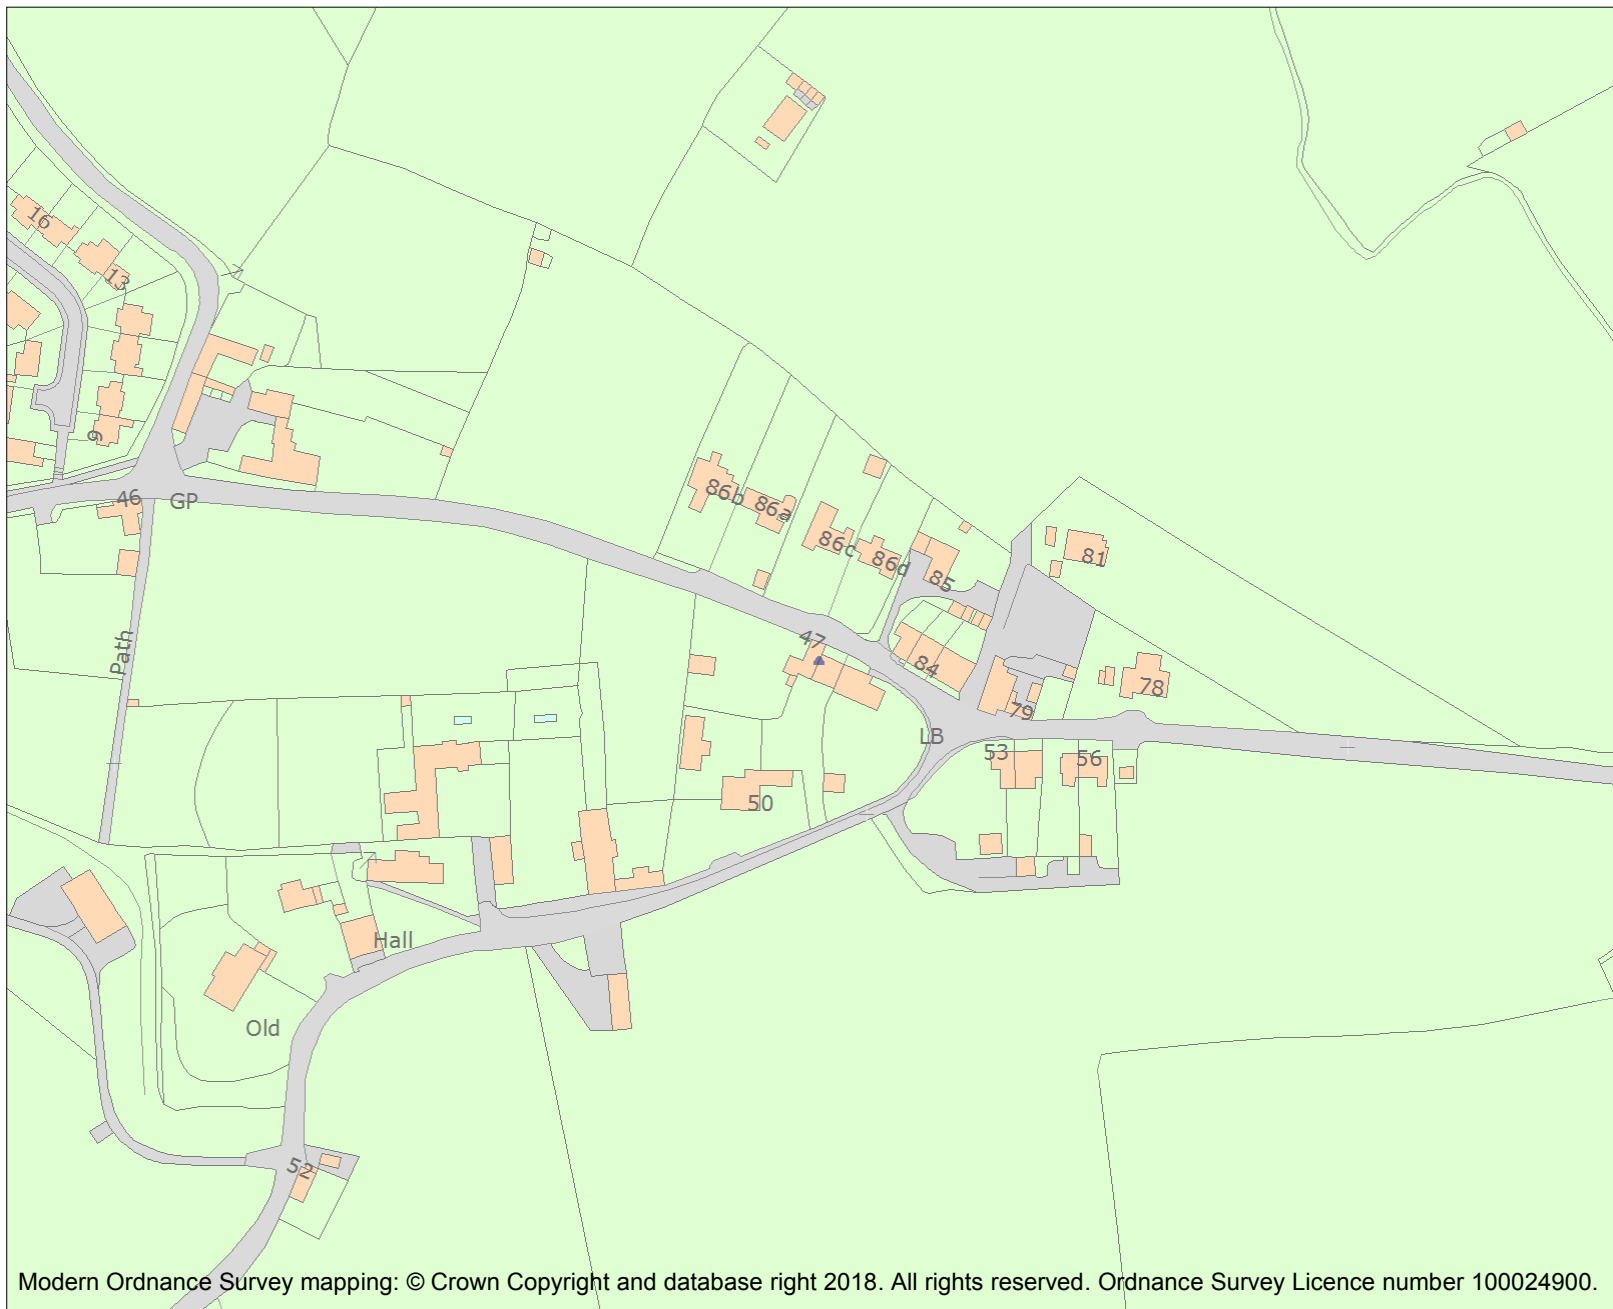 16
13
9
46
GP
86b
86a
86c
86d
85
81
47
84
78
79
Path
LB
53
56
50
Hall
Old
52
Modern Ordnance Survey mapping: © Crown Copyright and database right 2018. All rights reserved. Ordnance Survey Licence number 100024900.